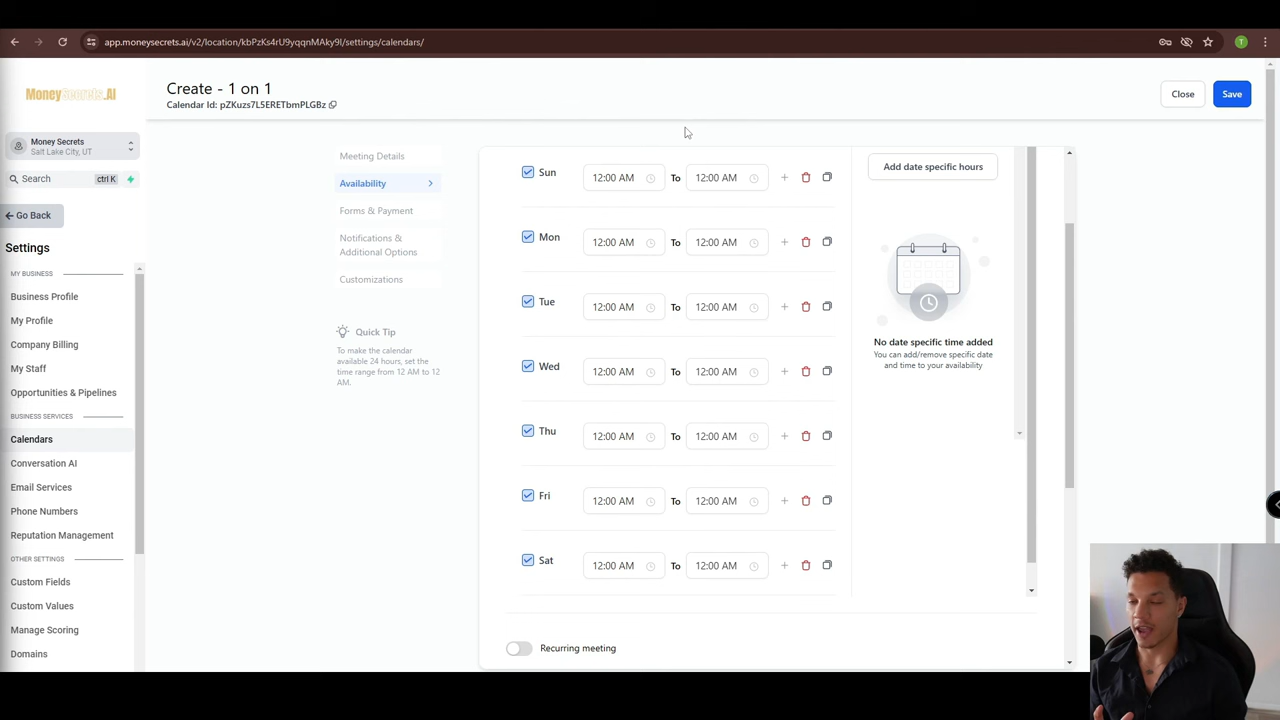 app.moneysecrets.ai/v2/location/kbPzKs4rU9yqqnMAky9I/settings/calendars/
T
MoneySecrets.AI
Create - 1 on 1
Calendar Id: pZKuzs7L5ERETbmPLGBz
Close
Save
Money Secrets
Salt Lake City, UT
Search
ctrl K
Go Back
Settings
MY BUSINESS
Business Profile
My Profile
Company Billing
My Staff
Opportunities & Pipelines
BUSINESS SERVICES
Calendars
Conversation AI
Email Services
Phone Numbers
Reputation Management
OTHER SETTINGS
Custom Fields
Custom Values
Manage Scoring
Domains
Meeting Details
Availability
Forms & Payment
Notifications &
Additional Options
Customizations
Quick Tip
To make the calendar
available 24 hours, set the
time range from 12 AM to 12
AM.
Sun 12:00 AM To 12:00 AM
Mon 12:00 AM To 12:00 AM
Tue 12:00 AM To 12:00 AM
Wed 12:00 AM To 12:00 AM
Thu 12:00 AM To 12:00 AM
Fri 12:00 AM To 12:00 AM
Sat 12:00 AM To 12:00 AM
Recurring meeting
Add date specific hours
No date specific time added
You can add/remove specific date
and time to your availability